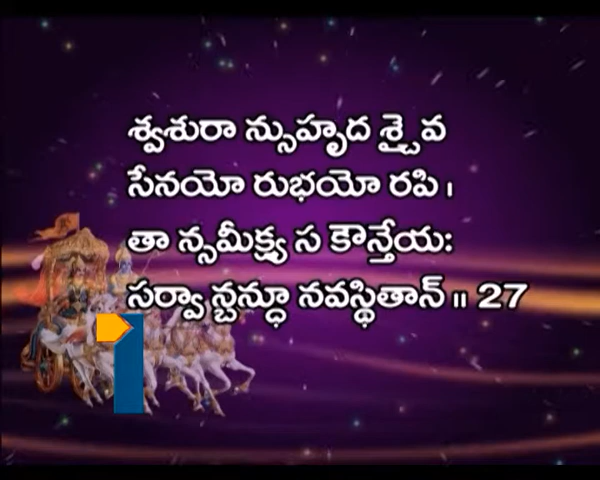 శ్వశురా న్సుహృద శ్చైవ
సేనయో రుభయో రపి ।
తా న్సమీక్ష్య స కౌన్తేయః
సర్వా న్బన్ధూ నవస్థితాన్ ॥ 27